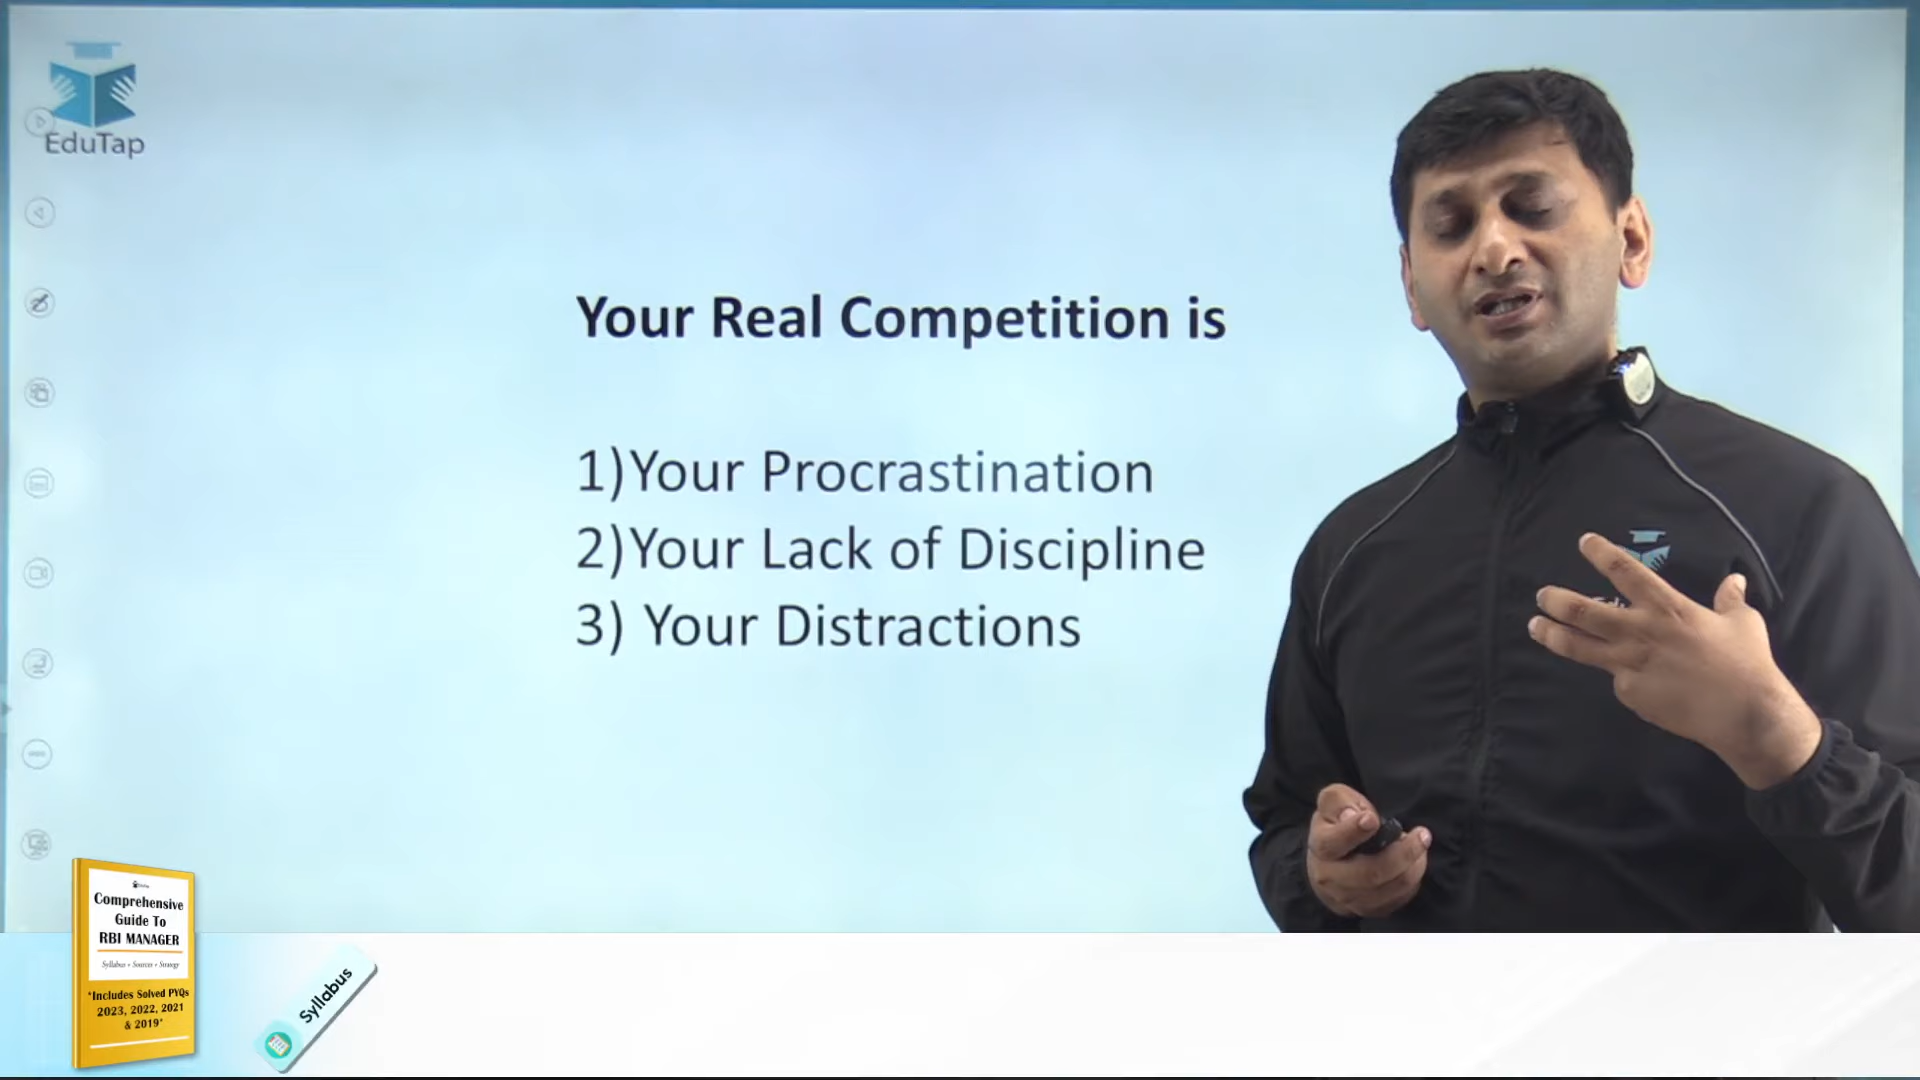 EduTap
Your Real Competition is
1)Your Procrastination
2)Your Lack of Discipline
3) Your Distractions
Comprehensive
Guide To
RBI MANAGER
Syllabus + Sources + Strategy
*Includes Solved PYQs
2023, 2022, 2021
& 2019*
Syllabus